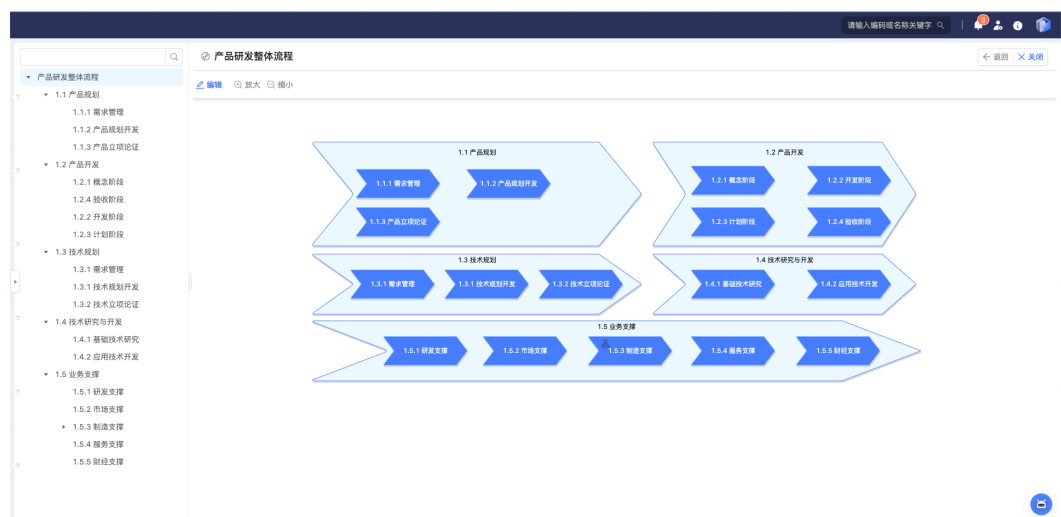 请输入编码或名称关键字
3
产品研发整体流程
返回
关闭
编辑
放大
缩小
产品研发整体流程
1.1 产品规划
1.1.1 需求管理
1.1.2 产品规划开发
1.1.3 产品立项论证
1.2 产品开发
1.2.1 概念阶段
1.2.4 验收阶段
1.2.2 开发阶段
1.2.3 计划阶段
1.3 技术规划
1.3.1 需求管理
1.3.1 技术规划开发
1.3.2 技术立项论证
1.4 技术研究与开发
1.4.1 基础技术研究
1.4.2 应用技术开发
1.5 业务支撑
1.5.1 研发支撑
1.5.2 市场支撑
1.5.3 制造支撑
1.5.4 服务支撑
1.5.5 财经支撑
1.1 产品规划
1.1.1 需求管理
1.1.2 产品规划开发
1.1.3 产品立项论证
1.2 产品开发
1.2.1 概念阶段
1.2.2 开发阶段
1.2.3 计划阶段
1.2.4 验收阶段
1.3 技术规划
1.3.1 需求管理
1.3.1 技术规划开发
1.3.2 技术立项论证
1.4 技术研究与开发
1.4.1 基础技术研究
1.4.2 应用技术开发
1.5 业务支撑
1.5.1 研发支撑
1.5.2 市场支撑
1.5.3 制造支撑
1.5.4 服务支撑
1.5.5 财经支撑